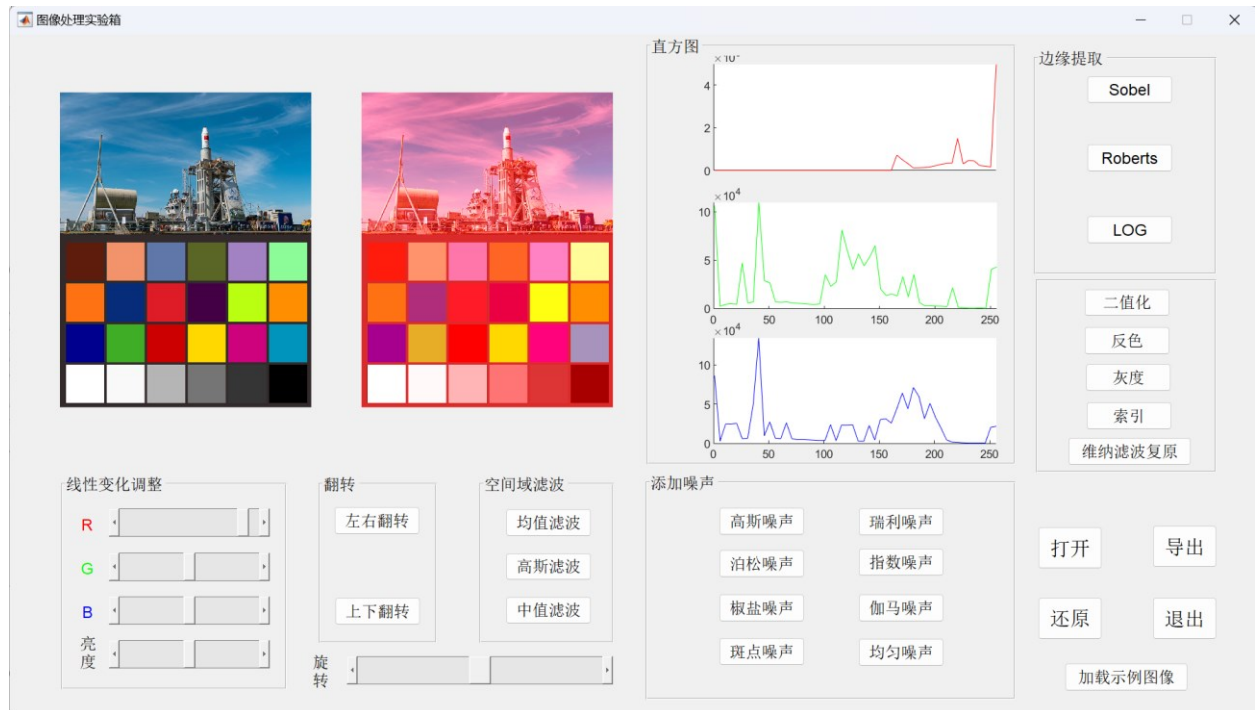 图像处理实验箱
直方图
4
2
0
×10⁴
10
5
0
0 50 100 150 200 250
×10⁴
10
5
0
0 50 100 150 200 250
边缘提取
Sobel
Roberts
LOG
二值化
反色
灰度
索引
维纳滤波复原
线性变化调整
R
G
B
亮度
翻转
左右翻转
上下翻转
空间域滤波
均值滤波
高斯滤波
中值滤波
旋转
添加噪声
高斯噪声 瑞利噪声
泊松噪声 指数噪声
椒盐噪声 伽马噪声
斑点噪声 均匀噪声
打开 导出
还原 退出
加载示例图像